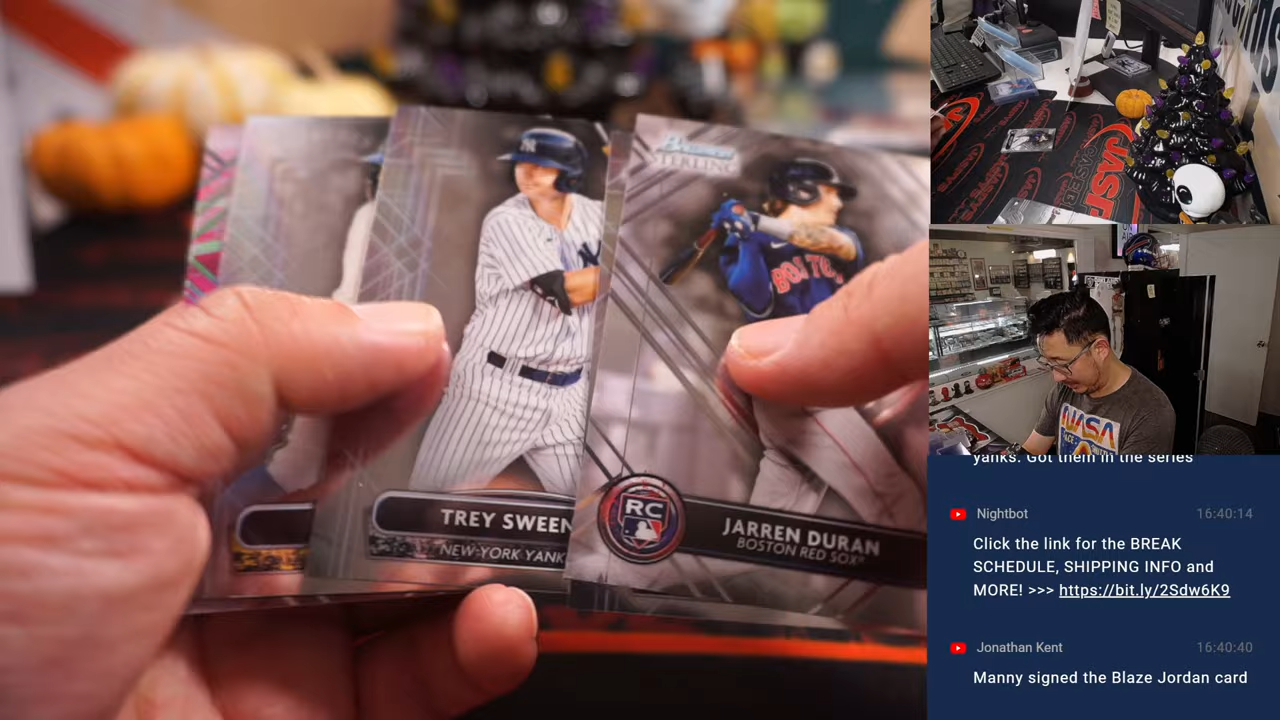 Bowman
STERLING
BOSTON
RC
JARREN DURAN
BOSTON RED SOX
TREY SWEEN
NEW YORK YANK
NY
JASP
CASED
NASA
yanks. Got them in the series
Nightbot
16:40:14
Click the link for the BREAK
SCHEDULE, SHIPPING INFO and
MORE! >>> https://bit.ly/2Sdw6K9
Jonathan Kent
16:40:40
Manny signed the Blaze Jordan card